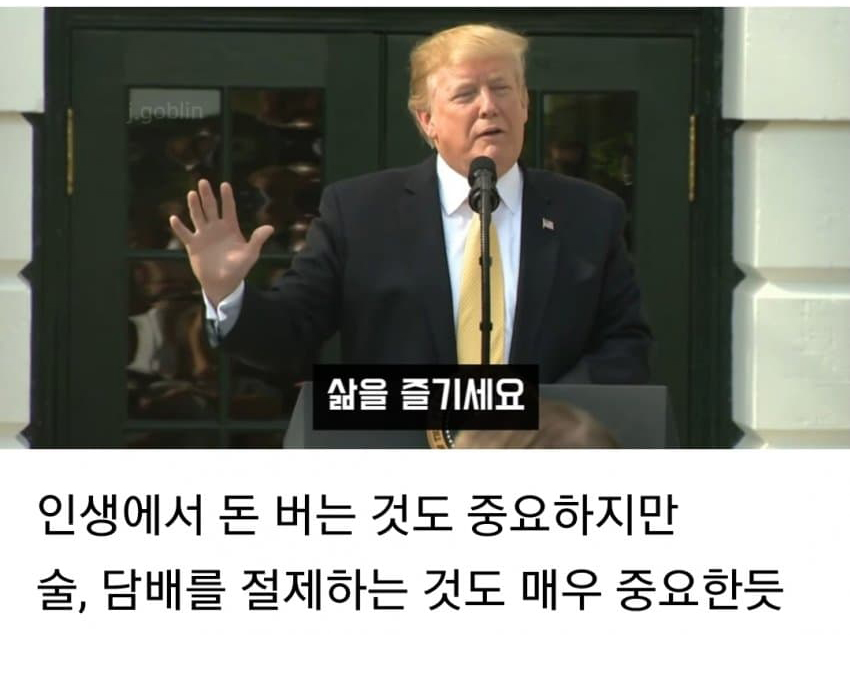 j.goblin
삶을 즐기세요
인생에서 돈 버는 것도 중요하지만
술, 담배를 절제하는 것도 매우 중요한듯